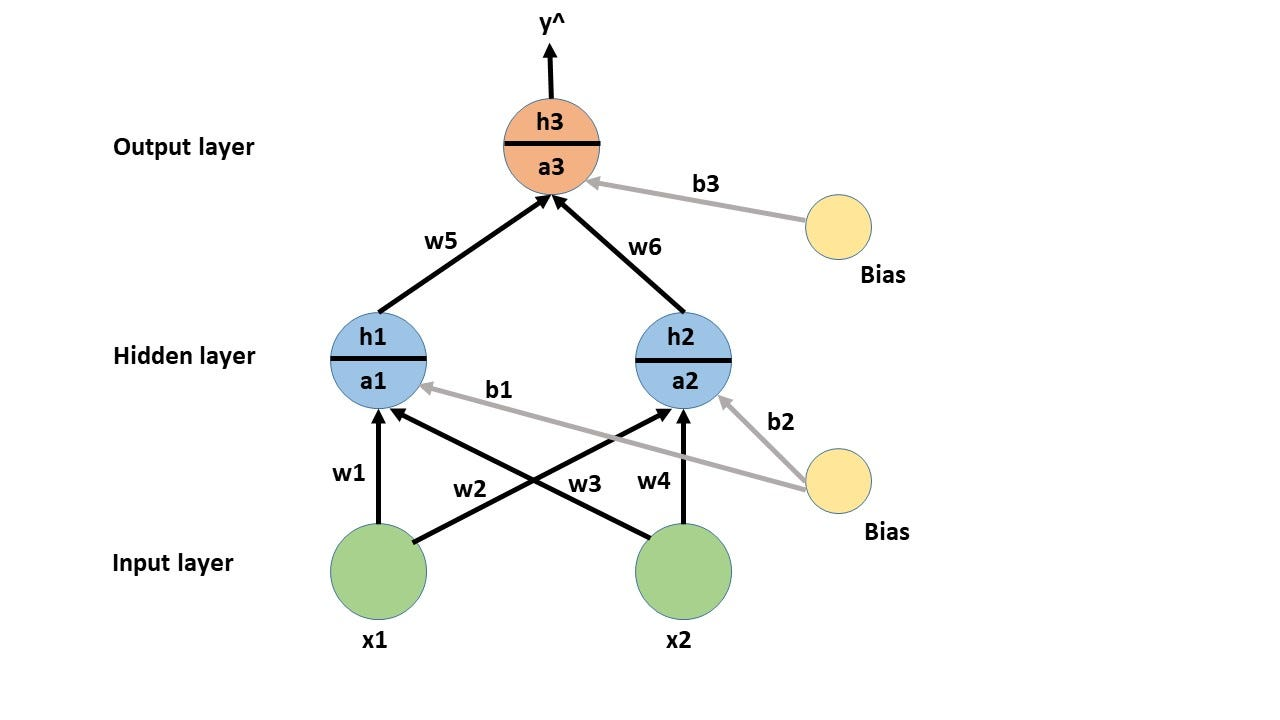 y^
h3
Output layer
a3
b3
w5
w6
Bias
h1
h2
Hidden layer
a1
a2
b1
b2
w1
w2
w3
w4
Bias
Input layer
x1
x2